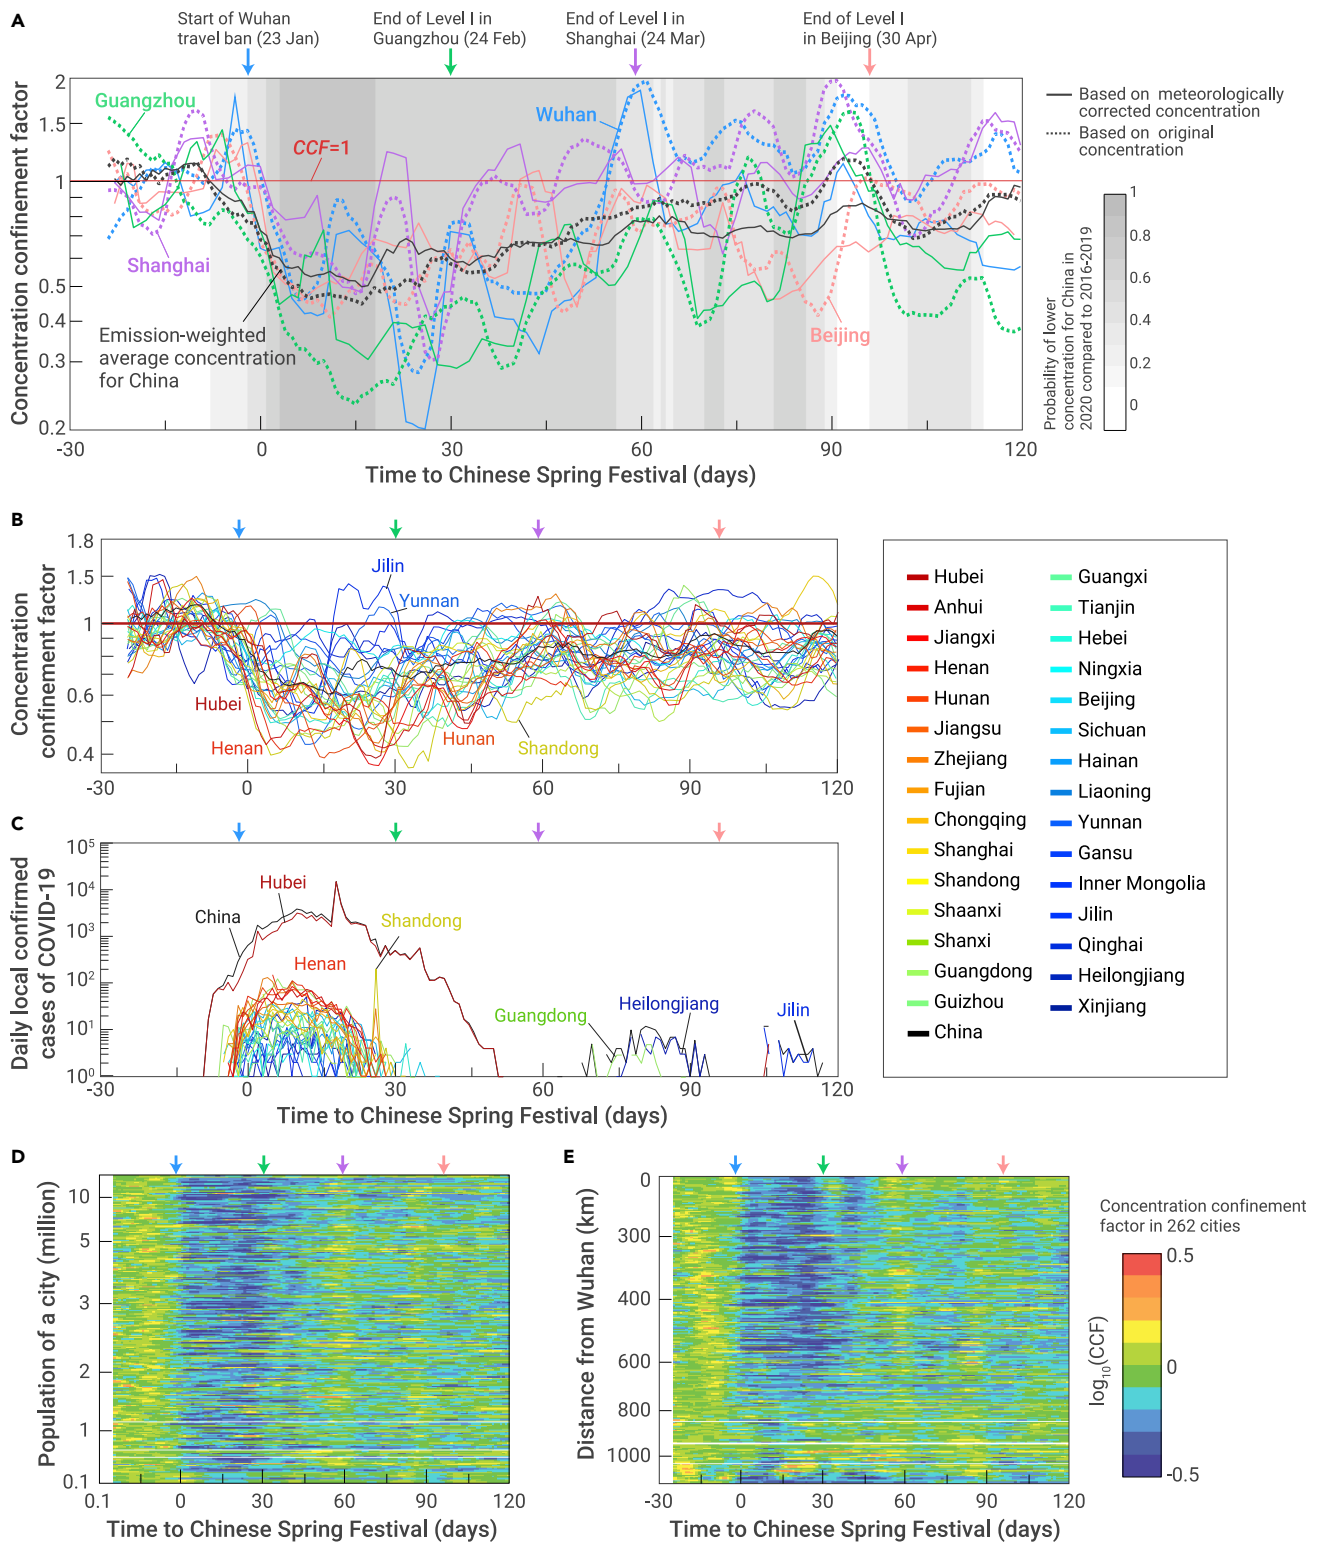 A
Start of Wuhan
travel ban (23 Jan)
End of Level I in
Guangzhou (24 Feb)
End of Level I in
Shanghai (24 Mar)
End of Level I
in Beijing (30 Apr)
Concentration confinement factor
2
1.5
1
0.5
0.4
0.3
0.2
Guangzhou
CCF=1
Wuhan
Shanghai
Beijing
Emission-weighted
average concentration
for China
-30
0
30
60
90
120
Time to Chinese Spring Festival (days)
Based on meteorologically
corrected concentration
Based on original
concentration
Probability of lower
concentration for China in
2020 compared to 2016-2019
1
0.8
0.6
0.4
0.2
0
B
Concentration
confinement factor
1.8
1.5
1
0.6
0.4
Jilin
Yunnan
Hubei
Henan
Hunan
Shandong
-30
0
30
60
90
120
C
Daily local confirmed
cases of COVID-19
10⁵
10⁴
10³
10²
10¹
10⁰
Hubei
China
Shandong
Henan
Guangdong
Heilongjiang
Jilin
-30
0
30
60
90
120
Time to Chinese Spring Festival (days)
Hubei
Anhui
Jiangxi
Henan
Hunan
Jiangsu
Zhejiang
Fujian
Chongqing
Shanghai
Shandong
Shaanxi
Shanxi
Guangdong
Guizhou
China
Guangxi
Tianjin
Hebei
Ningxia
Beijing
Sichuan
Hainan
Liaoning
Yunnan
Gansu
Inner Mongolia
Jilin
Qinghai
Heilongjiang
Xinjiang
D
Population of a city (million)
10
5
3
2
1
0.1
0.1
0
30
60
90
120
Time to Chinese Spring Festival (days)
E
Distance from Wuhan (km)
0
300
400
600
800
1000
-30
0
30
60
90
120
Time to Chinese Spring Festival (days)
Concentration confinement
factor in 262 cities
log₁₀(CCF)
0.5
0
-0.5